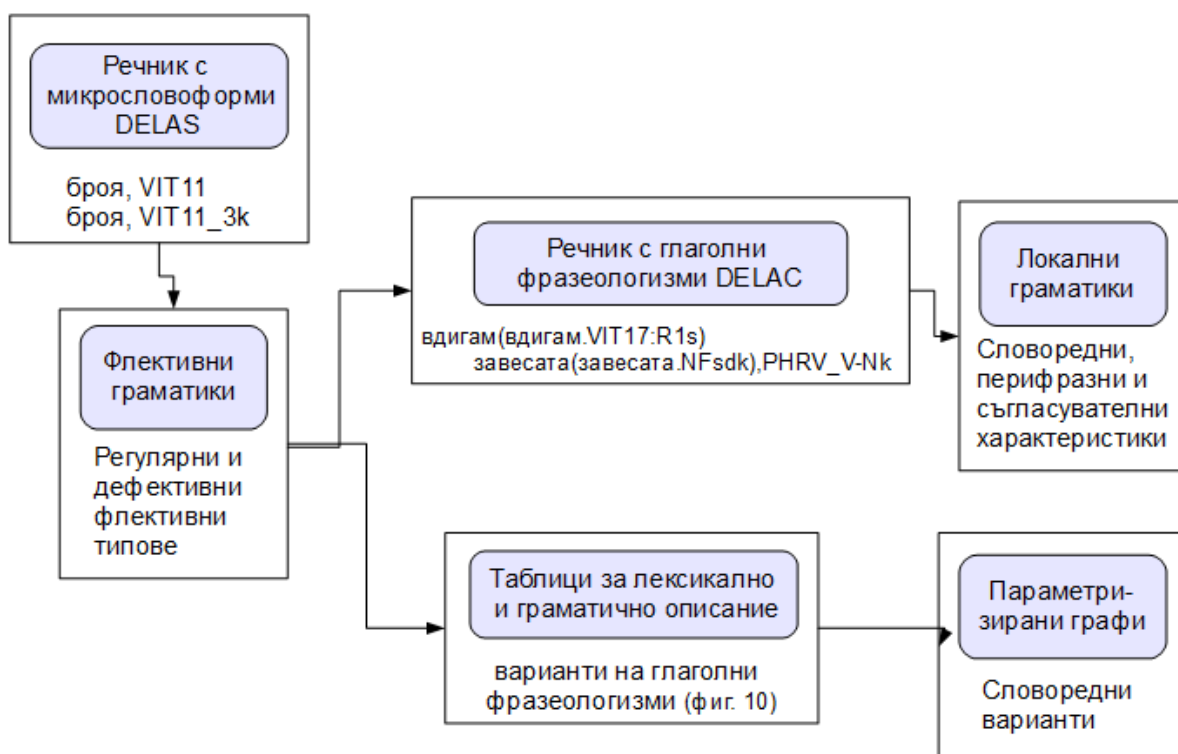 Речник с
микрословоформи
DELAS
броя, VIT11
броя, VIT11_3k
Флективни
граматики
Регулярни и
дефективни
флективни
типове
Речник с глаголни
фразеологизми DELAC
вдигам(вдигам.VIT17:R1s)
завесата(завесата.NFsdk),PHRV_V-Nk
Локални
граматики
Словоредни,
перифразни и
съгласувателни
характеристики
Таблици за лексикално
и граматично описание
варианти на глаголни
фразеологизми (фиг. 10)
Параметри-
зирани графи
Словоредни
варианти